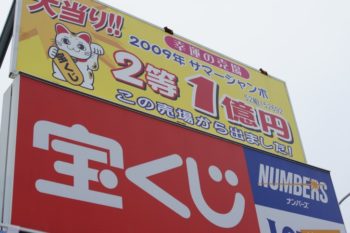 大当り!!
幸運の売場
2009年 サマージャンボ
2等 1億円
この売場から出ました!
宝くじ
NUMBERS
ナンバーズ